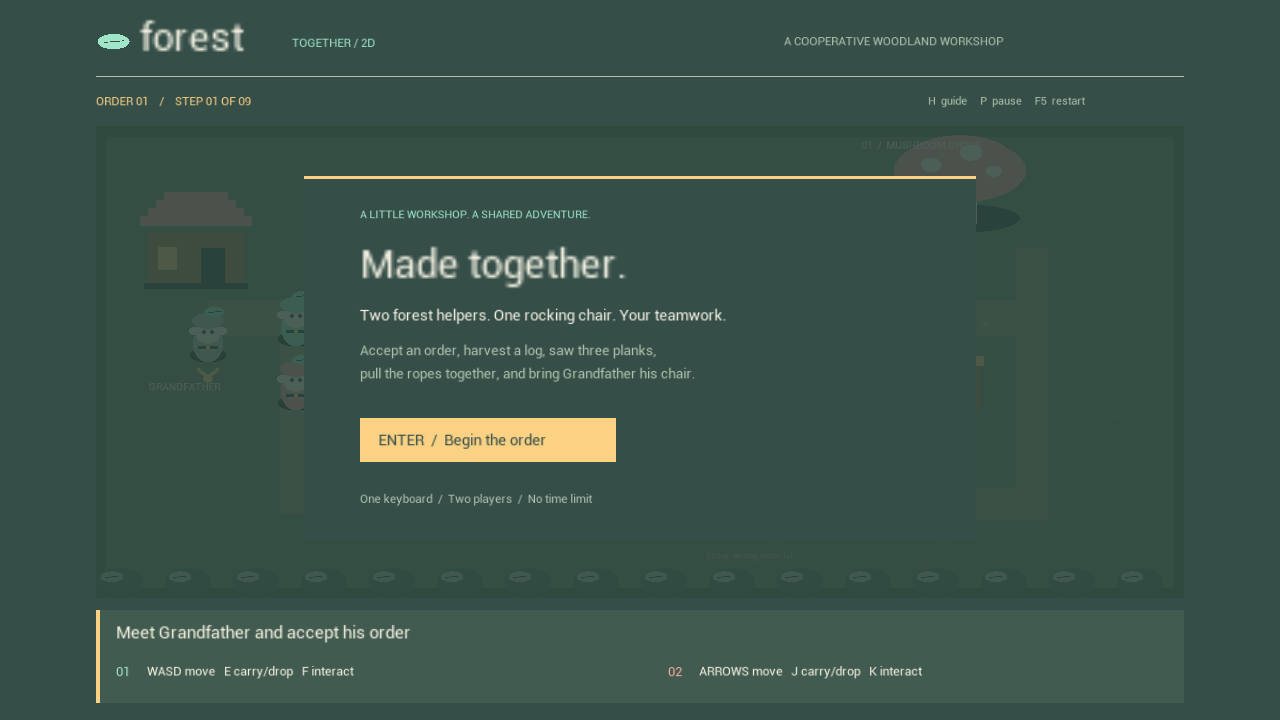 forest
TOGETHER / 2D
A COOPERATIVE WOODLAND WORKSHOP
ORDER 01 / STEP 01 OF 09
H guide P pause F5 restart
01 / MUSHROOM
A LITTLE WORKSHOP. A SHARED ADVENTURE.
Made together.
Two forest helpers. One rocking chair. Your teamwork.
Accept an order, harvest a log, saw three planks,
pull the ropes together, and bring Grandfather his chair.
GRANDFATHER
ENTER / Begin the order
One keyboard / Two players / No time limit
Meet Grandfather and accept his order
01 WASD move E carry/drop F interact
02 ARROWS move J carry/drop K interact